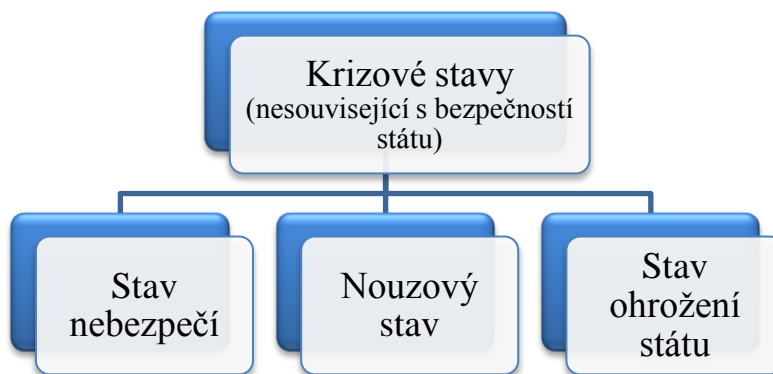 Krizové stavy
(nesouvisející s bezpečností
státu)
Stav
nebezpečí
Nouzový
stav
Stav
ohrožení
státu